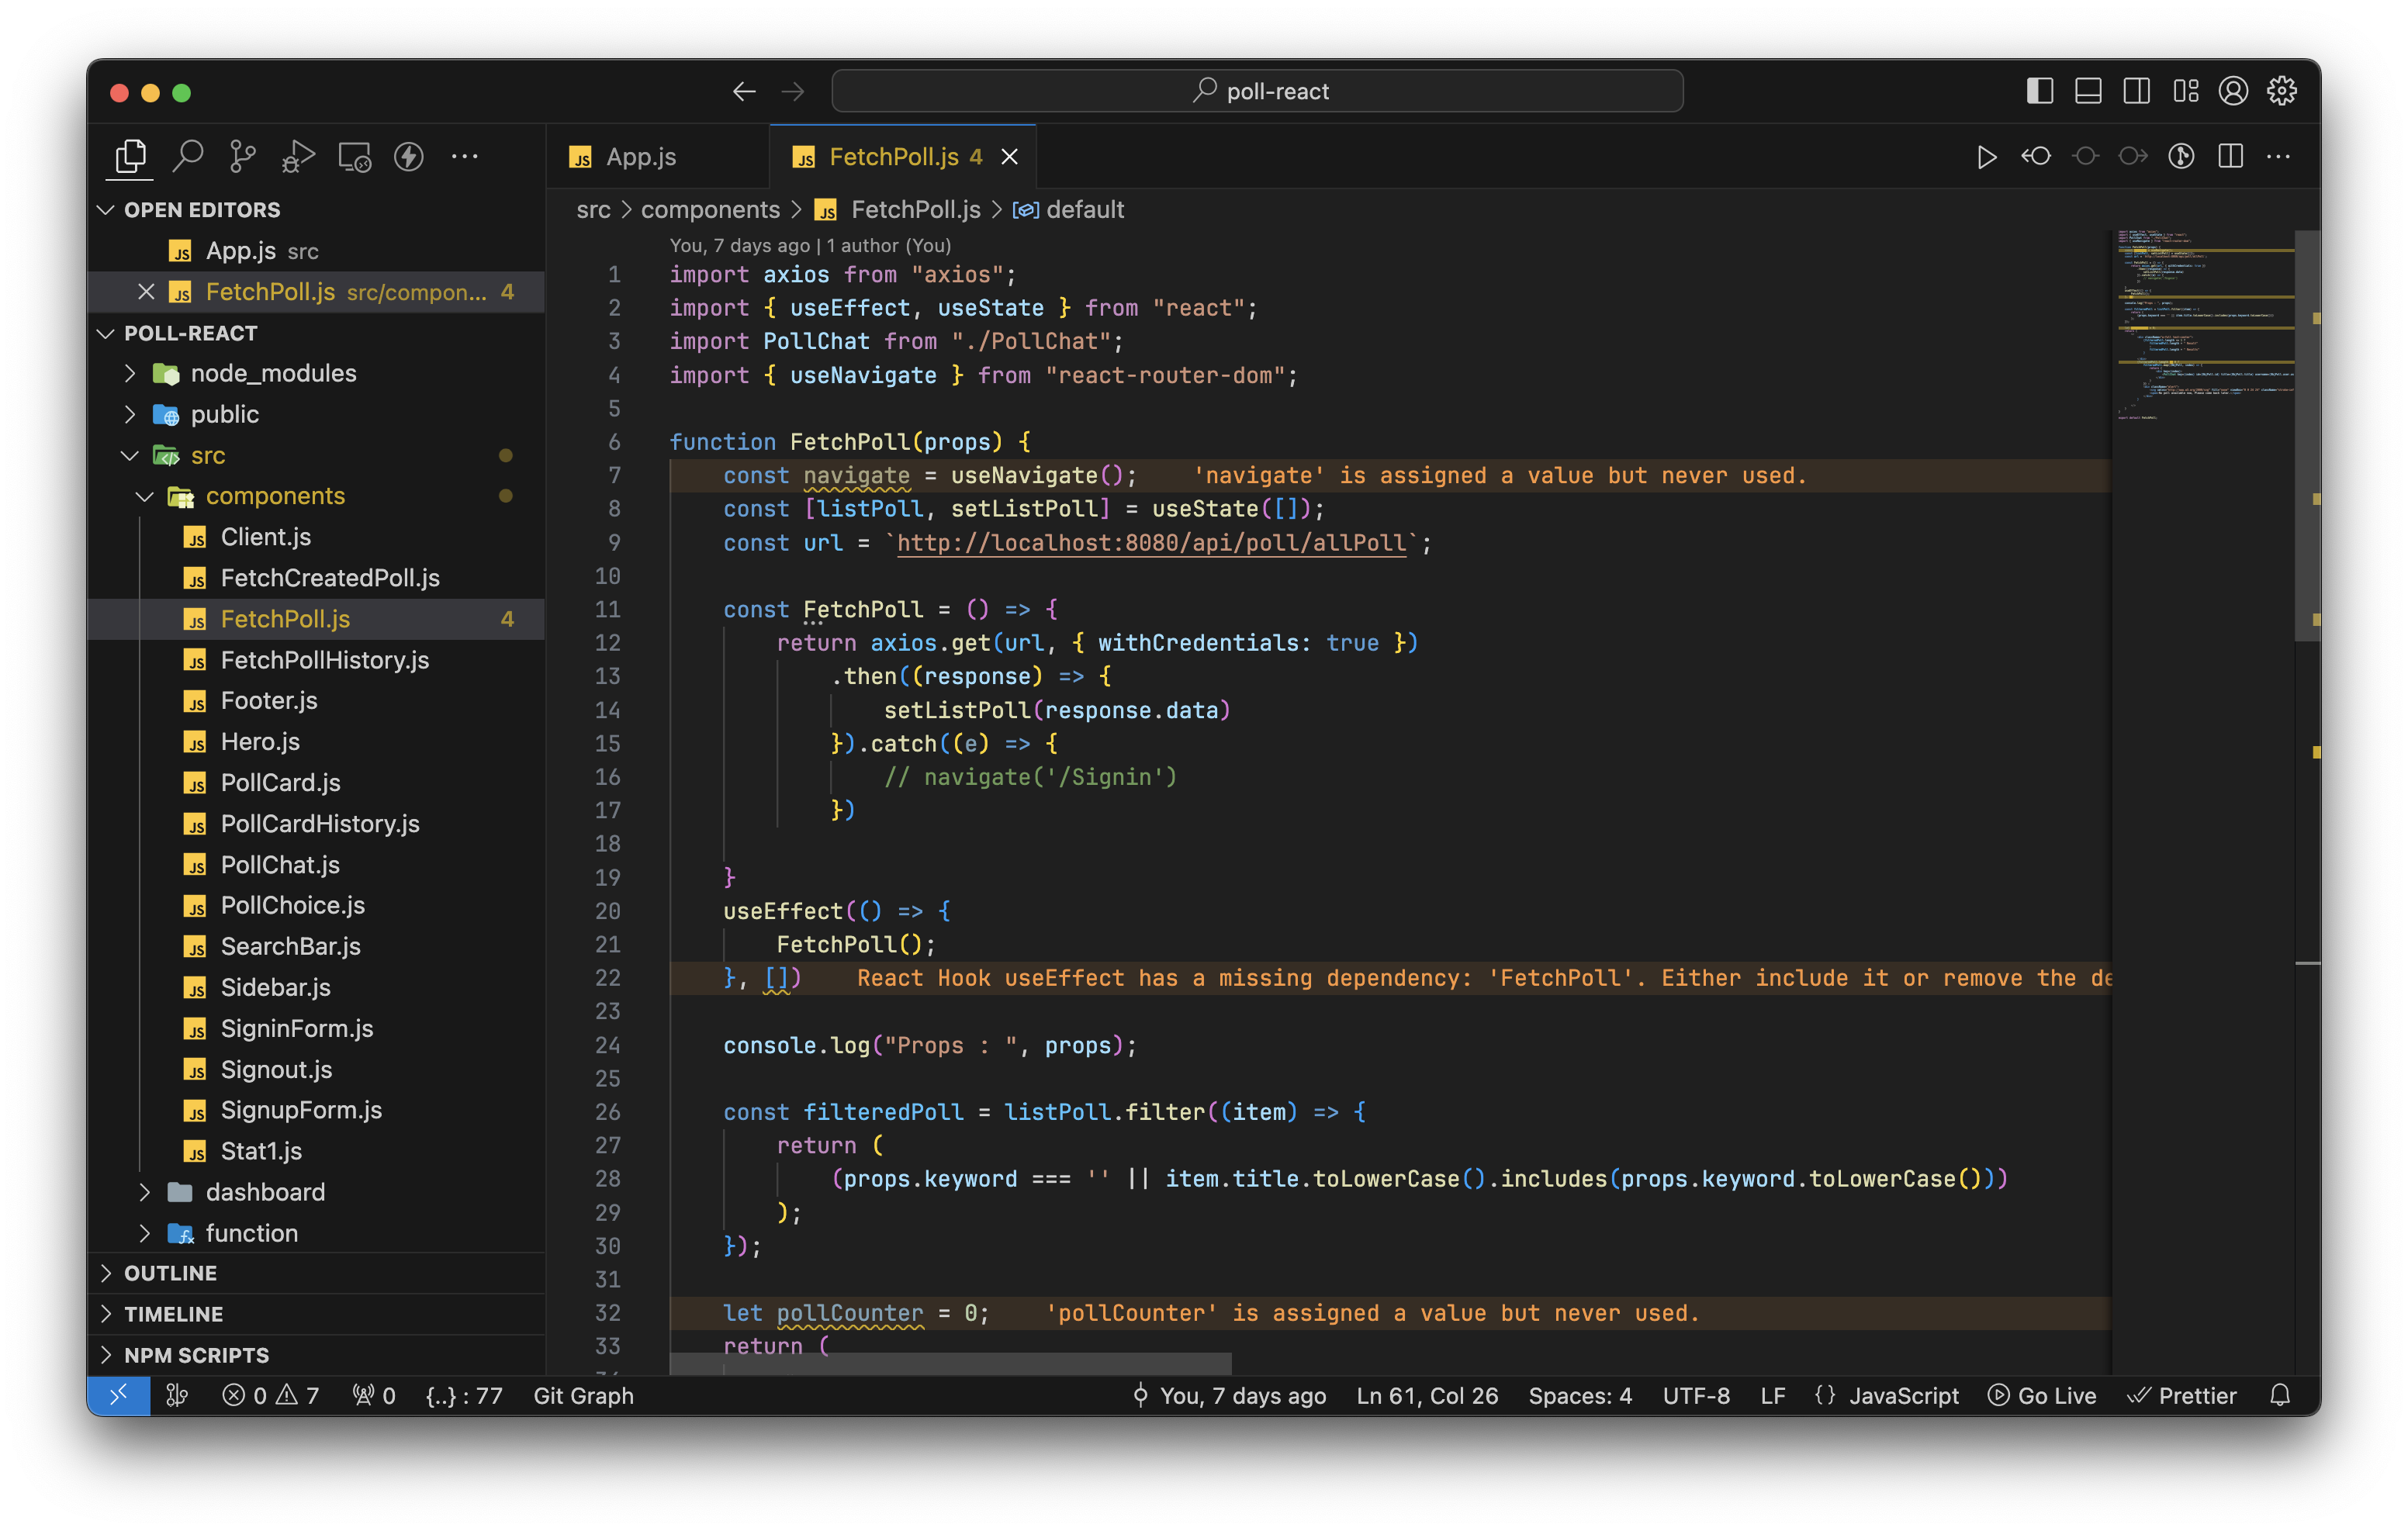 poll-react
OPEN EDITORS
App.js src
FetchPoll.js src/compon... 4
POLL-REACT
node_modules
public
src
components
Client.js
FetchCreatedPoll.js
FetchPoll.js 4
FetchPollHistory.js
Footer.js
Hero.js
PollCard.js
PollCardHistory.js
PollChat.js
PollChoice.js
SearchBar.js
Sidebar.js
SigninForm.js
Signout.js
SignupForm.js
Stat1.js
dashboard
function
OUTLINE
TIMELINE
NPM SCRIPTS
App.js
FetchPoll.js 4
src > components > JS FetchPoll.js > default
You, 7 days ago | 1 author (You)
1 import axios from "axios";
2 import { useEffect, useState } from "react";
3 import PollChat from "./PollChat";
4 import { useNavigate } from "react-router-dom";
5
6 function FetchPoll(props) {
7 const navigate = useNavigate(); 'navigate' is assigned a value but never used.
8 const [listPoll, setListPoll] = useState([]);
9 const url = `http://localhost:8080/api/poll/allPoll`;
10
11 const FetchPoll = () => {
12 return axios.get(url, { withCredentials: true })
13 .then((response) => {
14 setListPoll(response.data)
15 }).catch((e) => {
16 // navigate('/Signin')
17 })
18
19 }
20 useEffect(() => {
21 FetchPoll();
22 }, []) React Hook useEffect has a missing dependency: 'FetchPoll'. Either include it or remove the de
23
24 console.log("Props : ", props);
25
26 const filteredPoll = listPoll.filter((item) => {
27 return (
28 (props.keyword === '' || item.title.toLowerCase().includes(props.keyword.toLowerCase()))
29 );
30 });
31
32 let pollCounter = 0; 'pollCounter' is assigned a value but never used.
33 return (
0 7 0 {..} : 77 Git Graph You, 7 days ago Ln 61, Col 26 Spaces: 4 UTF-8 LF {} JavaScript Go Live Prettier